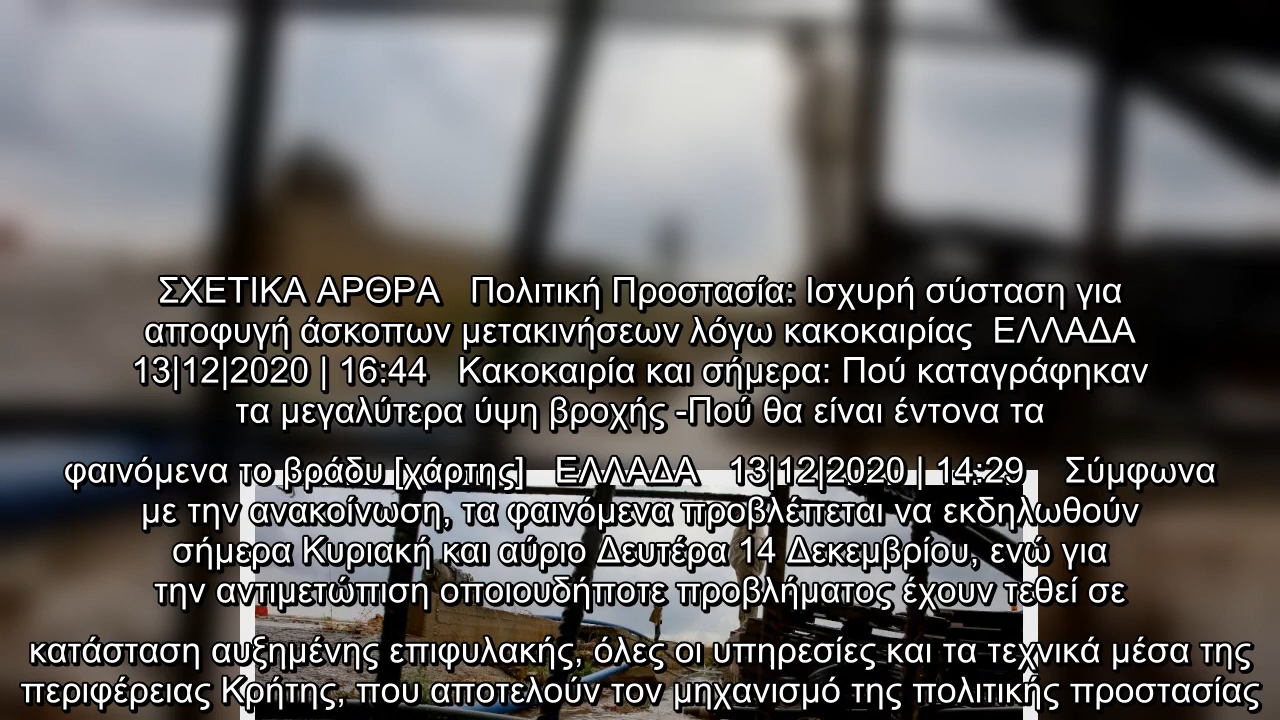 ΣΧΕΤΙΚΑ ΑΡΘΡΑ   Πολιτική Προστασία: Ισχυρή σύσταση για
αποφυγή άσκοπων μετακινήσεων λόγω κακοκαιρίας  ΕΛΛΑΔΑ
13|12|2020 | 16:44   Κακοκαιρία και σήμερα: Πού καταγράφηκαν
τα μεγαλύτερα ύψη βροχής -Πού θα είναι έντονα τα
φαινόμενα το βράδυ [χάρτης]   ΕΛΛΑΔΑ   13|12|2020 | 14:29    Σύμφωνα
με την ανακοίνωση, τα φαινόμενα προβλέπεται να εκδηλωθούν
σήμερα Κυριακή και αύριο Δευτέρα 14 Δεκεμβρίου, ενώ για
την αντιμετώπιση οποιουδήποτε προβλήματος έχουν τεθεί σε
κατάσταση αυξημένης επιφυλακής, όλες οι υπηρεσίες και τα τεχνικά μέσα της
περιφέρειας Κρήτης, που αποτελούν τον μηχανισμό της πολιτικής προστασίας